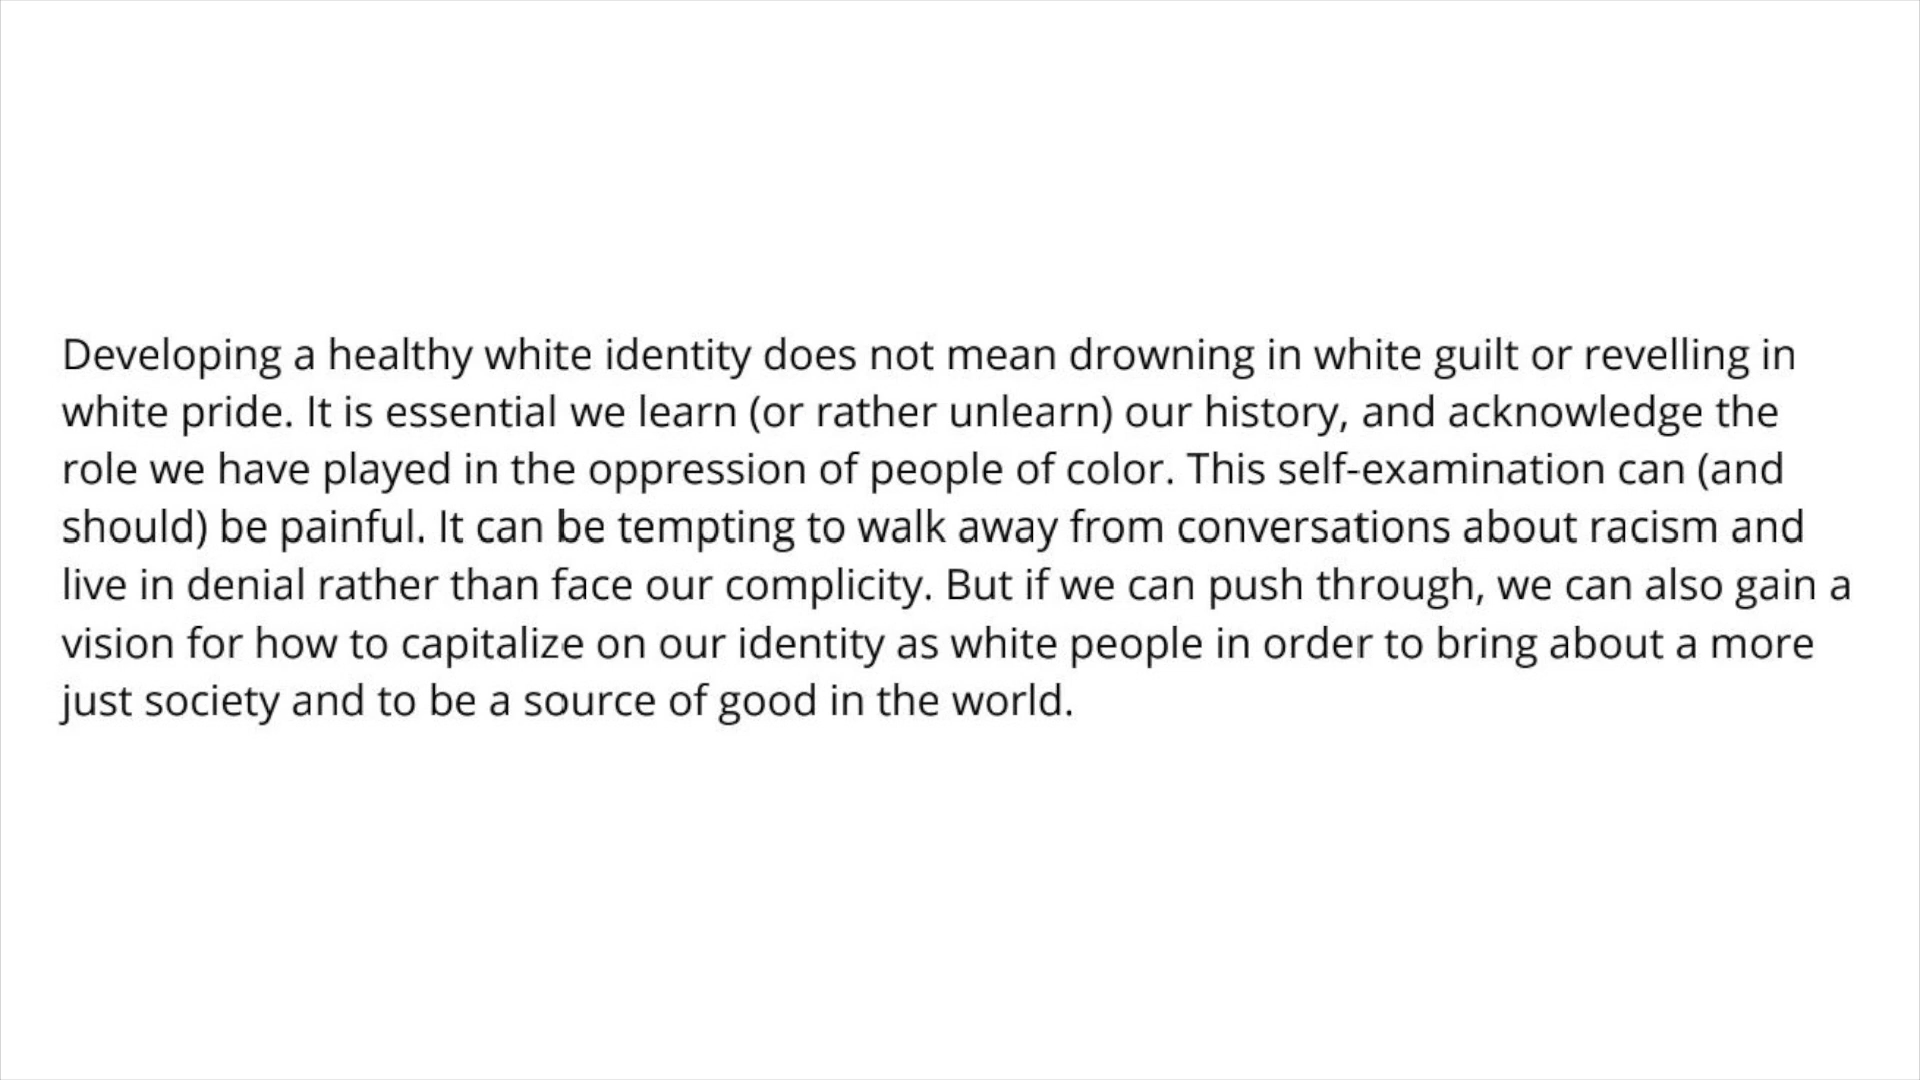 Developing a healthy white identity does not mean drowning in white guilt or revelling in
white pride. It is essential we learn (or rather unlearn) our history, and acknowledge the
role we have played in the oppression of people of color. This self-examination can (and
should) be painful. It can be tempting to walk away from conversations about racism and
live in denial rather than face our complicity. But if we can push through, we can also gain a
vision for how to capitalize on our identity as white people in order to bring about a more
just society and to be a source of good in the world.